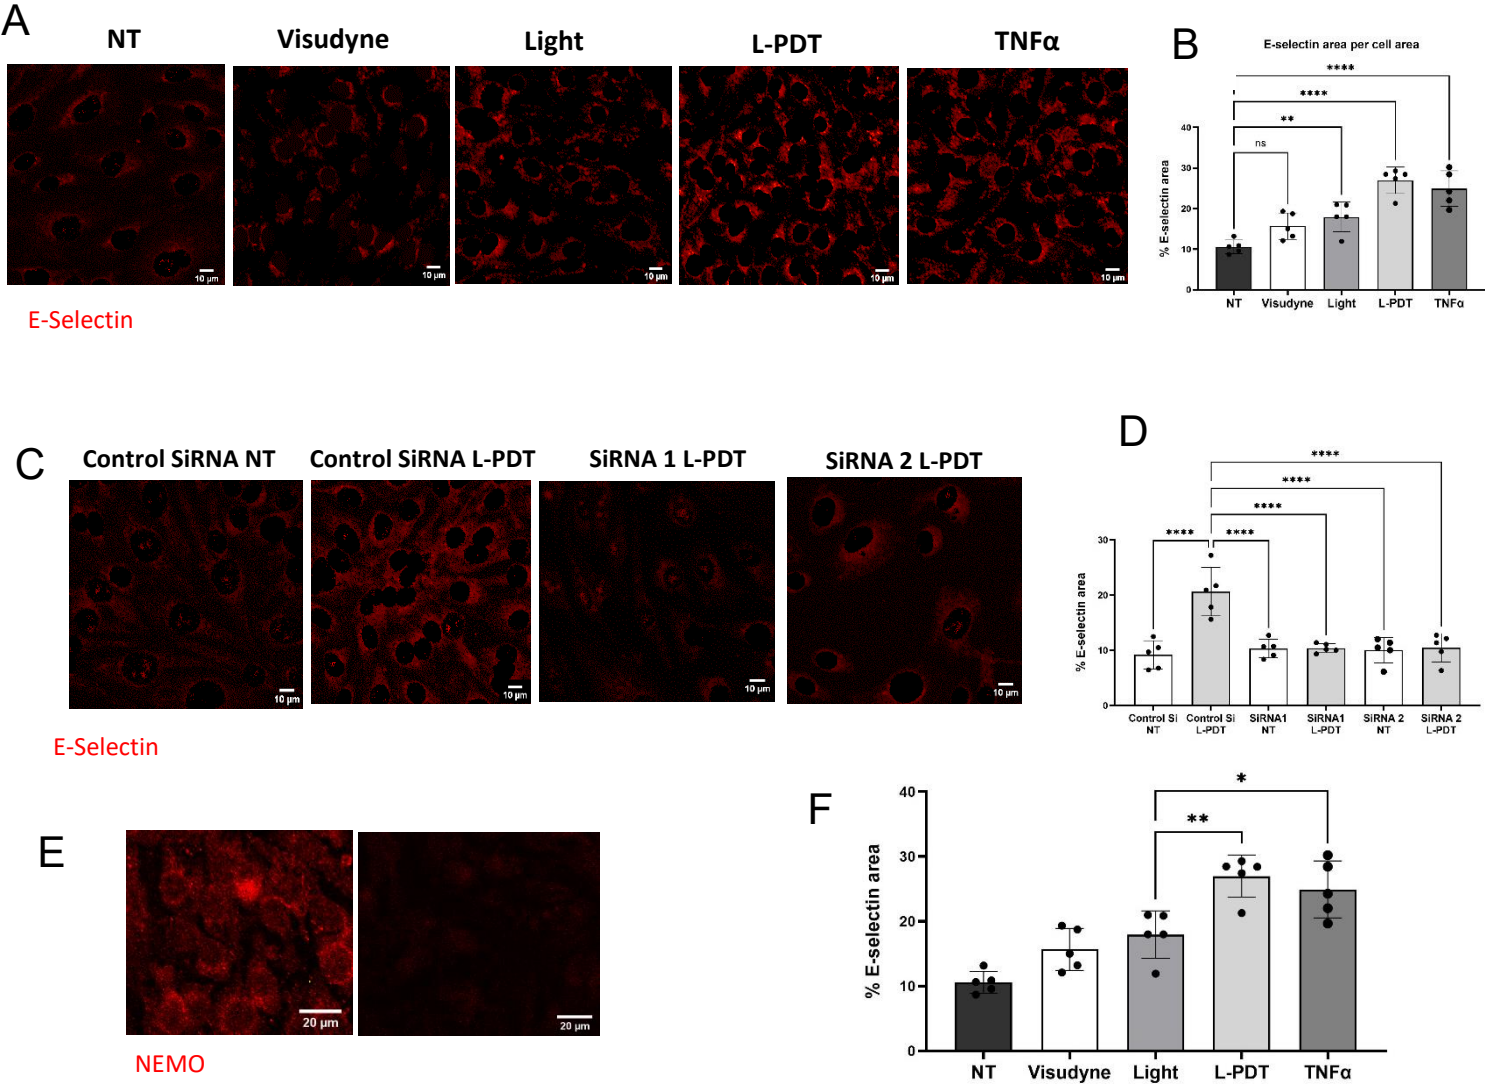 A
NT
Visudyne
Light
L-PDT
TNFα
10 µm
10 µm
10 µm
10 µm
10 µm
E-Selectin
B
E-selectin area per cell area
****
****
**
ns
% E-selectin area
40
30
20
10
0
NT
Visudyne
Light
L-PDT
TNFα
C
Control SiRNA NT
Control SiRNA L-PDT
SiRNA 1 L-PDT
SiRNA 2 L-PDT
10 µm
10 µm
10 µm
10 µm
E-Selectin
D
****
****
****
****
****
% E-selectin area
30
20
10
0
Control Si NT
Control Si L-PDT
SiRNA1 NT
SiRNA1 L-PDT
SiRNA 2 NT
SiRNA 2 L-PDT
E
20 µm
20 µm
NEMO
F
*
**
% E-selectin area
40
30
20
10
0
NT
Visudyne
Light
L-PDT
TNFα